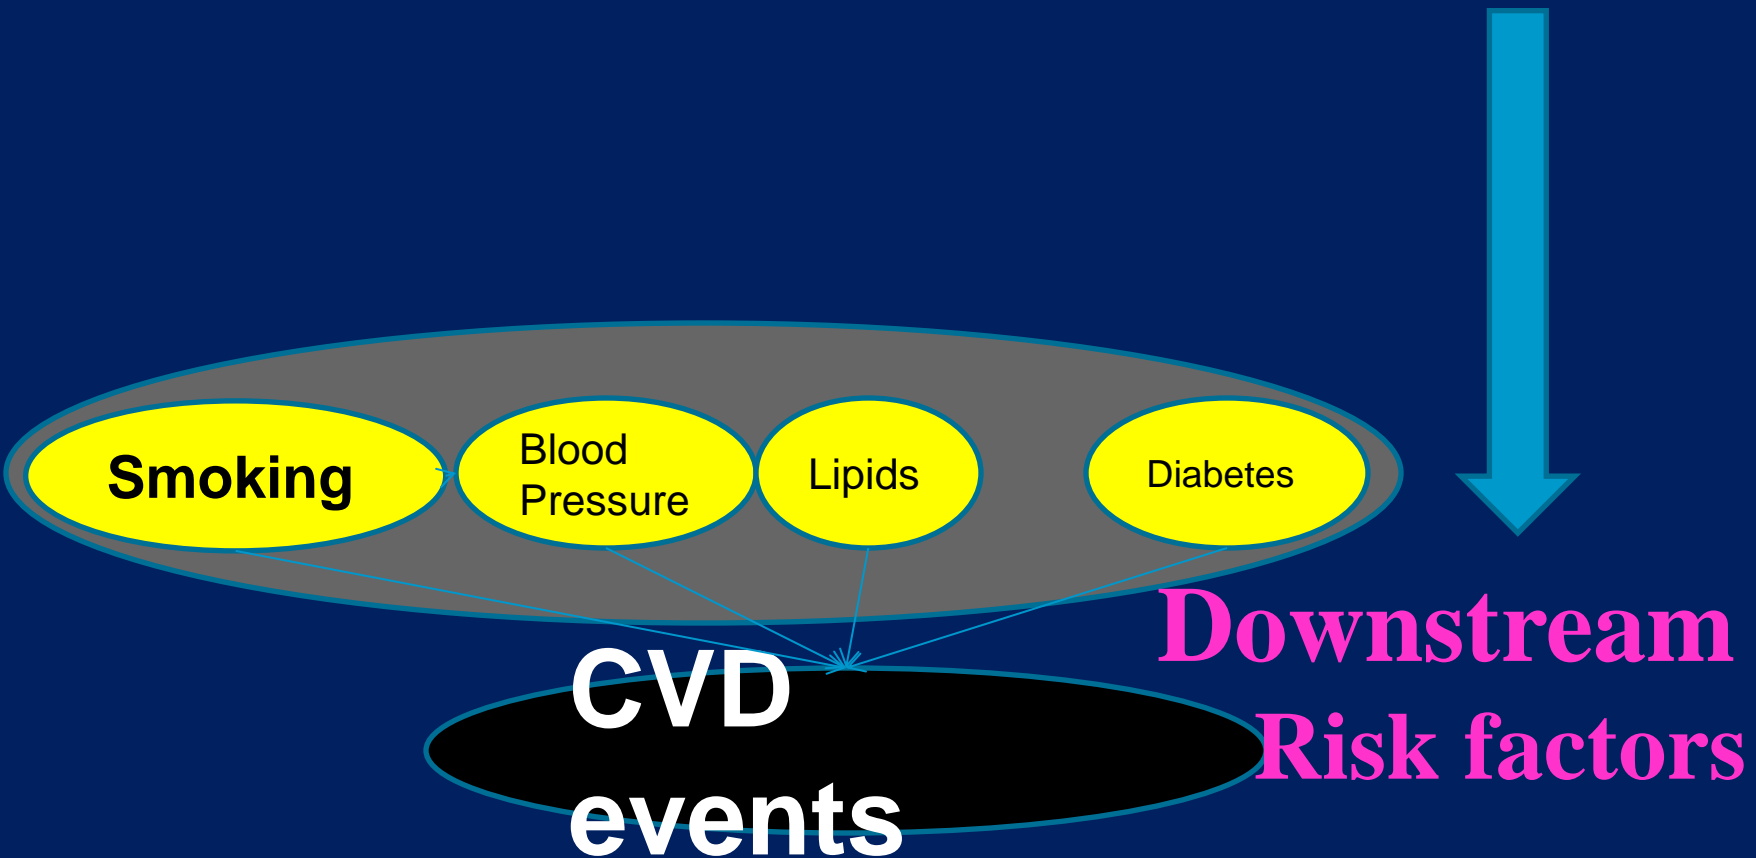 Smoking
Blood
Pressure
Lipids
Diabetes
Downstream
Risk factors
CVD
events